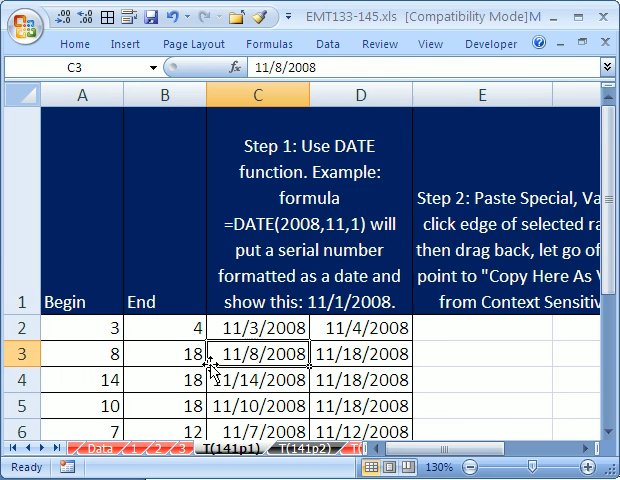 EMT133-145.xls [Compatibility Mode] M
Home Insert Page Layout Formulas Data Review View Developer
C3 fx 11/8/2008
A B C D E
1 Begin End
Step 1: Use DATE
function. Example:
formula
=DATE(2008,11,1) will
put a serial number
formatted as a date and
show this: 11/1/2008.
Step 2: Paste Special, Va
click edge of selected ra
then drag back, let go of
point to "Copy Here As V
from Context Sensitiv
2 3 4 11/3/2008 11/4/2008
3 8 18 11/8/2008 11/18/2008
4 14 18 11/14/2008 11/18/2008
5 10 18 11/10/2008 11/18/2008
6 7 12 11/7/2008 11/12/2008
Data 1 2 3 T(141p1) T(141p2)
Ready 130%